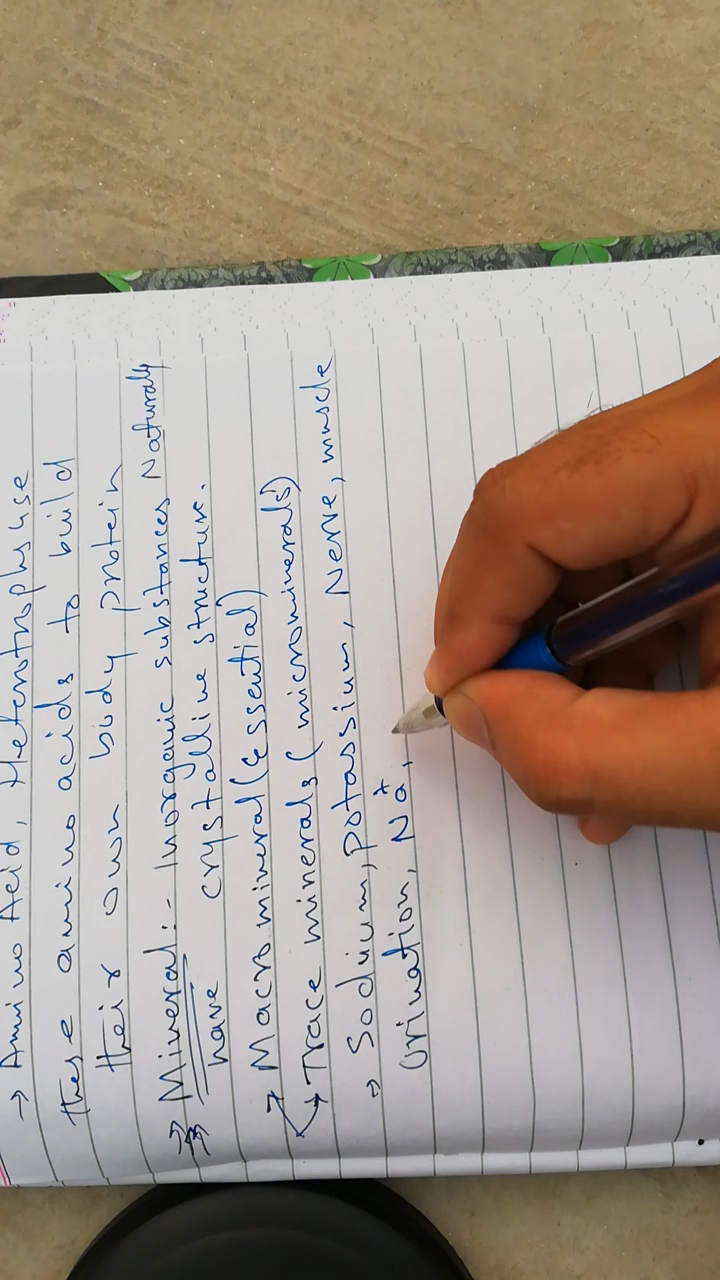 → Amino Acid, Heterotrophs use
these amino acids to build
their own body protein
⇒ Mineral:- Inorganic substances Naturally
have crystalline structure.
→ Macro mineral (Essential)
→ Trace minerals (microminerals)
⇒ Sodium, potassium, Nerve, muscle
Urination, Na+,